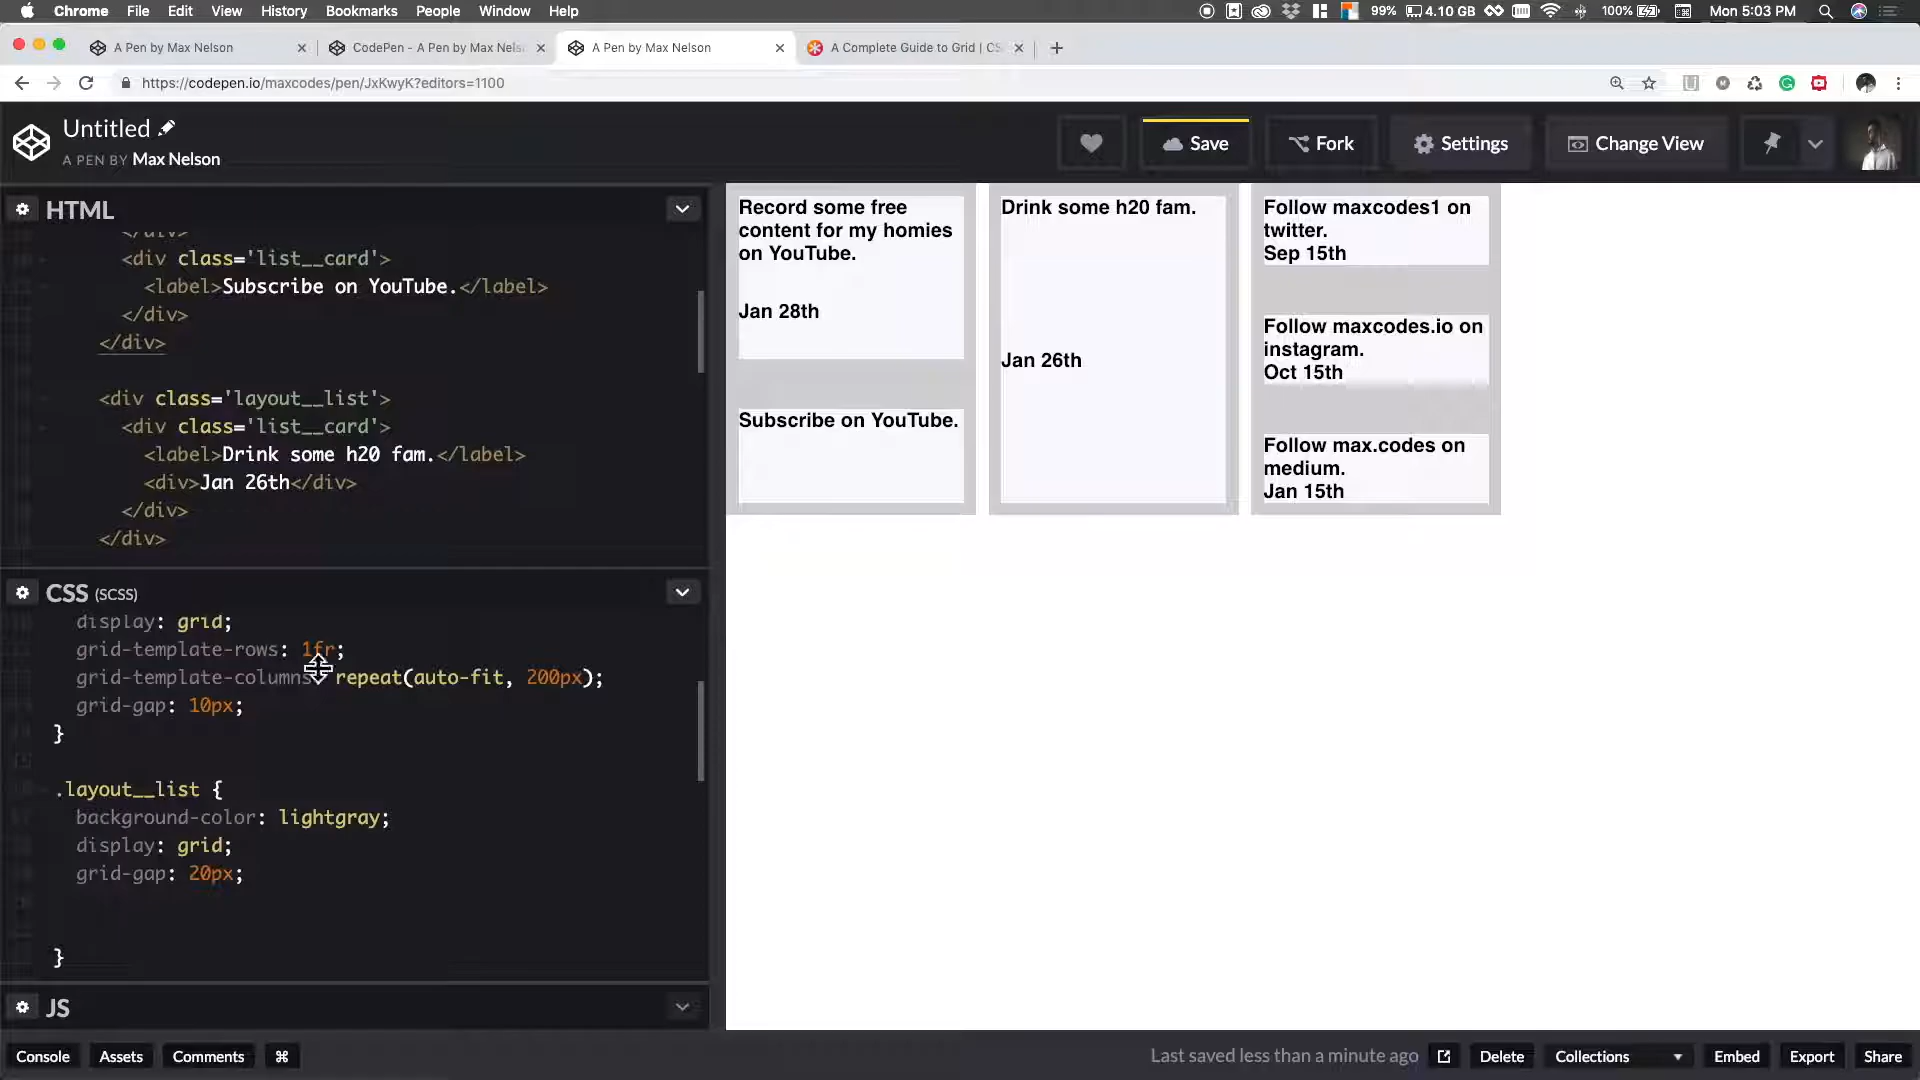 Chrome File Edit View History Bookmarks People Window Help
99% 4.10 GB 100% Mon 5:03 PM
A Pen by Max Nelson
CodePen - A Pen by Max Nels
A Pen by Max Nelson
A Complete Guide to Grid | CS
https://codepen.io/maxcodes/pen/JxKwyK?editors=1100
Untitled
A PEN BY Max Nelson
Save
Fork
Settings
Change View
HTML
</div>
<div class='list__card'>
<label>Subscribe on YouTube.</label>
</div>
</div>
<div class='layout__list'>
<div class='list__card'>
<label>Drink some h20 fam.</label>
<div>Jan 26th</div>
</div>
</div>
CSS (SCSS)
display: grid;
grid-template-rows: 1fr;
grid-template-columns repeat(auto-fit, 200px);
grid-gap: 10px;
}
.layout__list {
background-color: lightgray;
display: grid;
grid-gap: 20px;
}
JS
Record some free
content for my homies
on YouTube.
Jan 28th
Subscribe on YouTube.
Drink some h20 fam.
Jan 26th
Follow maxcodes1 on
twitter.
Sep 15th
Follow maxcodes.io on
instagram.
Oct 15th
Follow max.codes on
medium.
Jan 15th
Console Assets Comments ⌘
Last saved less than a minute ago
Delete Collections Embed Export Share